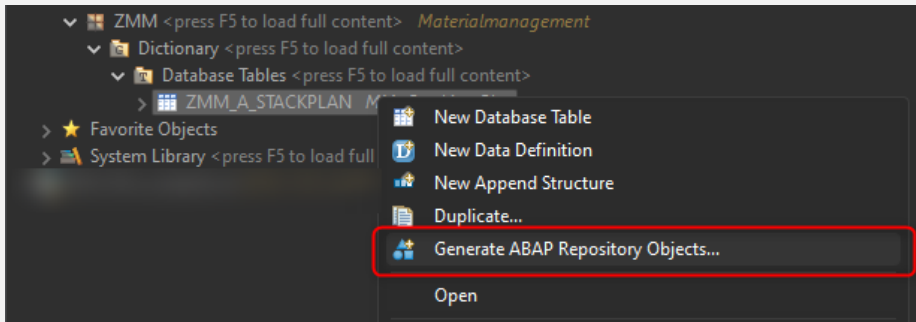 ZMM <press F5 to load full content> Materialmanagement
Dictionary <press F5 to load full content>
Database Tables <press F5 to load full content>
ZMM_A_STACKPLAN
Favorite Objects
System Library <press F5 to load full
New Database Table
New Data Definition
New Append Structure
Duplicate...
Generate ABAP Repository Objects...
Open